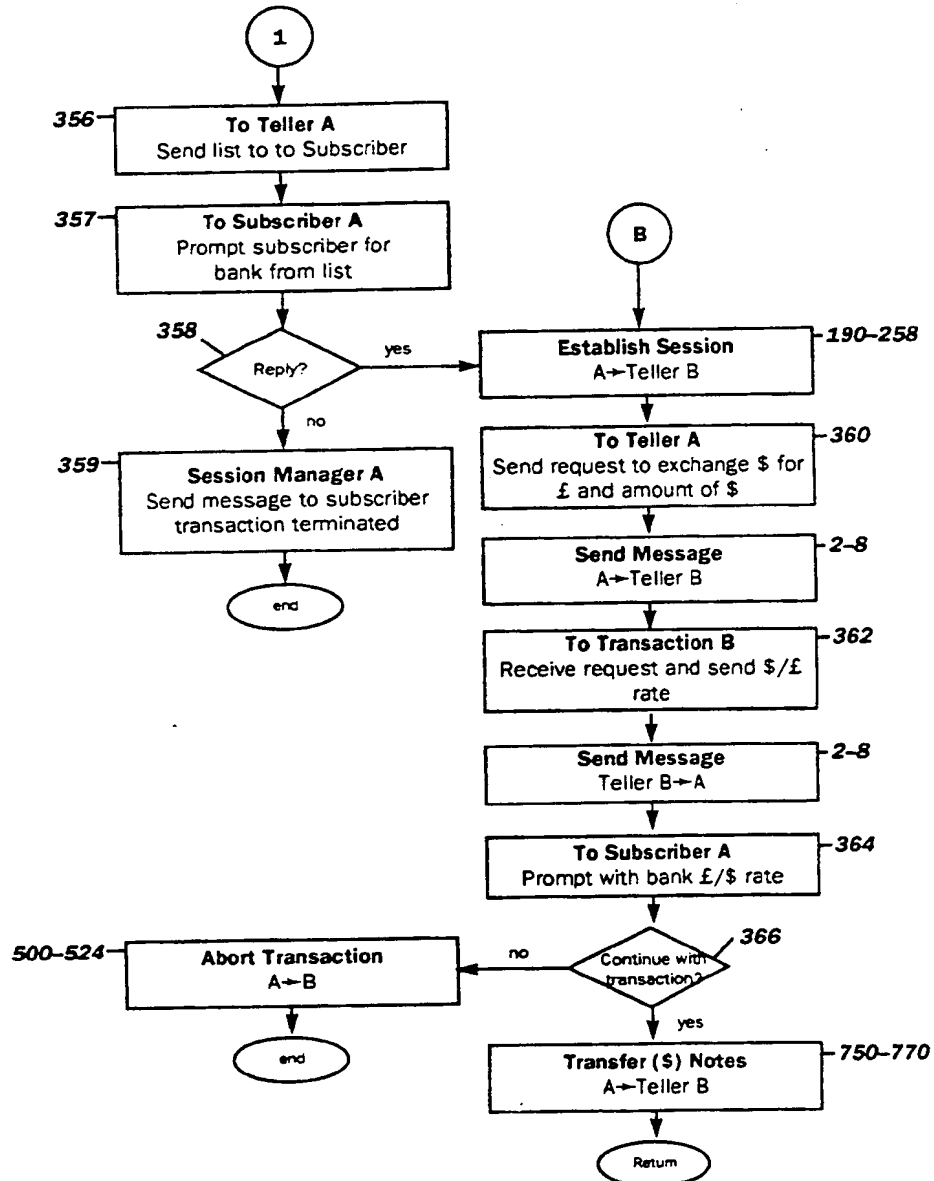 1
356
To Teller A
Send list to to Subscriber
357
To Subscriber A
Prompt subscriber for
bank from list
358
Reply?
yes
no
359
Session Manager A
Send message to subscriber
transaction terminated
end
B
190-258
Establish Session
A→Teller B
360
To Teller A
Send request to exchange $ for
£ and amount of $
2-8
Send Message
A→Teller B
362
To Transaction B
Receive request and send $/£
rate
2-8
Send Message
Teller B→A
364
To Subscriber A
Prompt with bank £/$ rate
366
Continue with
transaction?
no
500-524
Abort Transaction
A→B
end
yes
750-770
Transfer ($) Notes
A→Teller B
Return